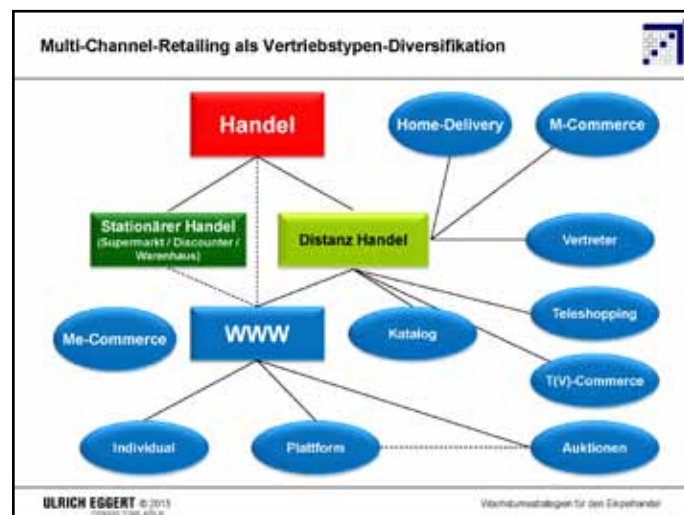 Multi-Channel-Retailing als Vertriebstypen-Diversifikation
Handel
Home-Delivery
M-Commerce
Stationärer Handel
(Supermarkt / Discounter /
Warenhaus)
Distanz Handel
Vertreter
Teleshopping
Me-Commerce
WWW
Katalog
T(V)-Commerce
Individual
Plattform
Auktionen
ULRICH EGGERT © 2013
Wachstumsstrategien für den Einzelhandel